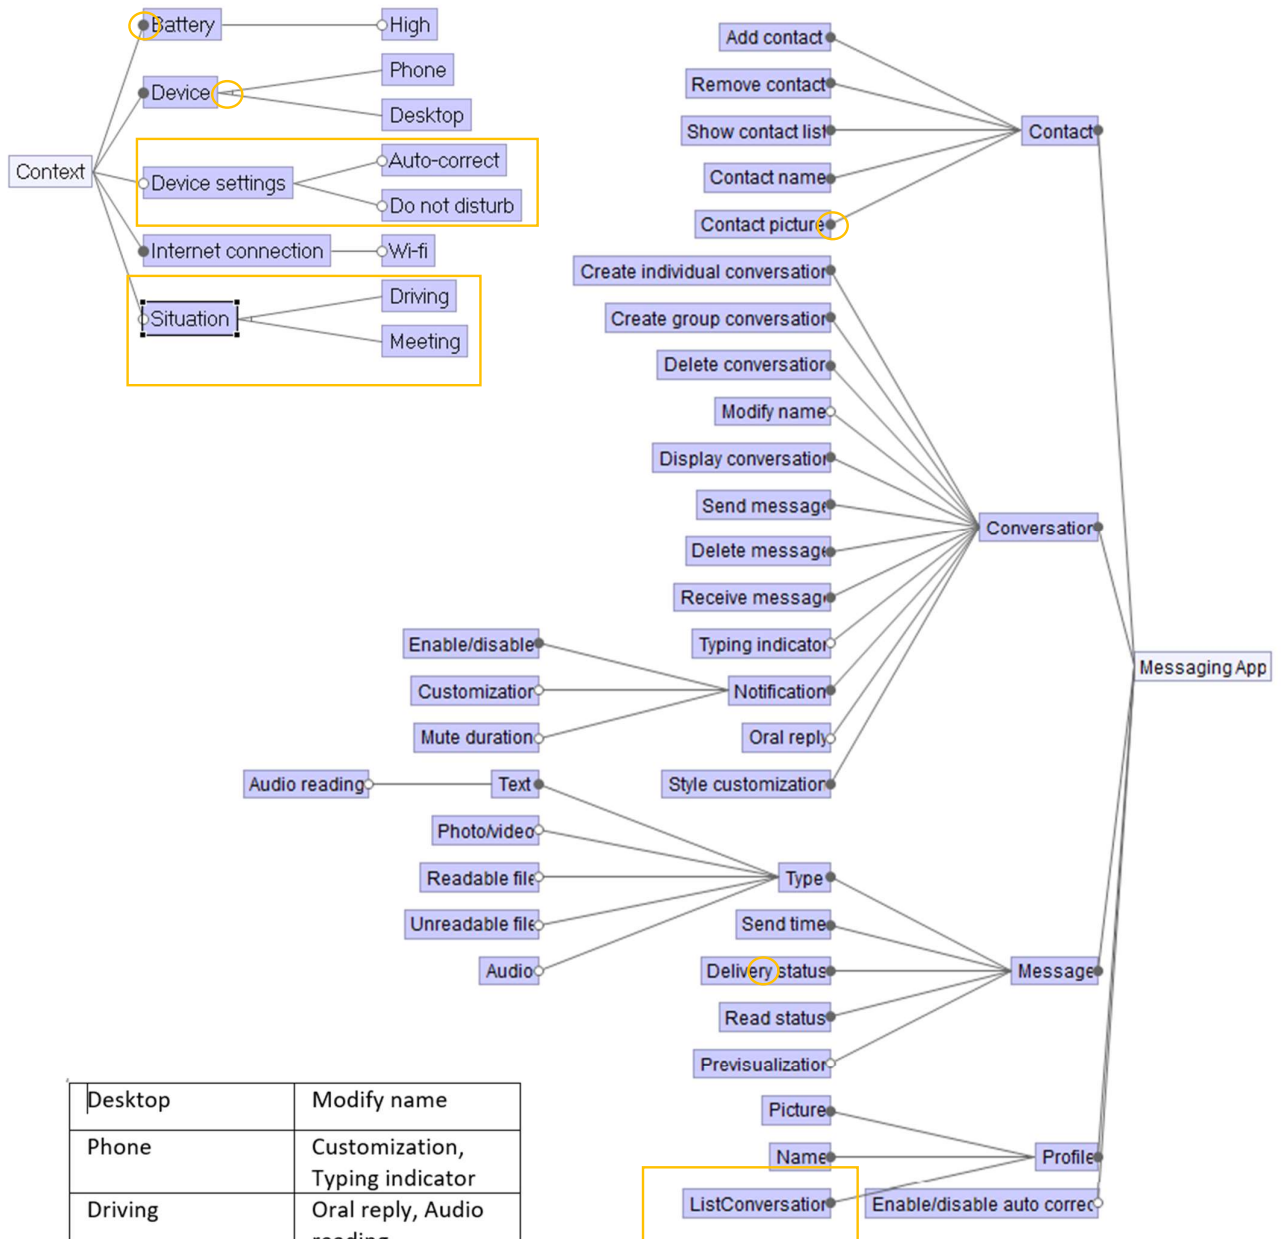 Context
Battery
High
Device
Phone
Desktop
Device settings
Auto-correct
Do not disturb
Internet connection
Wi-fi
Situation
Driving
Meeting
Add contact
Remove contact
Show contact list
Contact name
Contact picture
Contact
Create individual conversation
Create group conversation
Delete conversation
Modify name
Display conversation
Send message
Delete message
Receive message
Typing indicator
Notification
Enable/disable
Customization
Mute duration
Oral reply
Style customization
Conversation
Messaging App
Audio reading
Text
Photo/video
Readable file
Unreadable file
Audio
Type
Send time
Delivery status
Read status
Previsualization
Message
Picture
Name
ListConversation
Profile
Enable/disable auto correc
Desktop
Modify name
Phone
Customization,
Typing indicator
Driving
Oral reply, Audio
reading